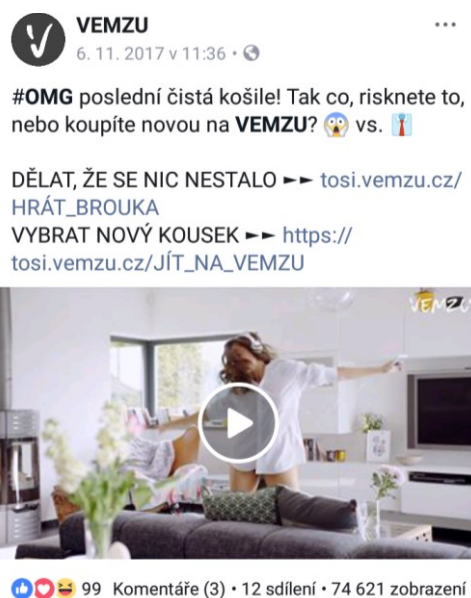 VEMZU
6. 11. 2017 v 11:36
#OMG poslední čistá košile! Tak co, risknete to,
nebo koupíte novou na VEMZU? 😱 vs. 👔
DĚLAT, ŽE SE NIC NESTALO ►► tosi.vemzu.cz/
HRÁT_BROUKA
VYBRAT NOVÝ KOUSEK ►► https://
tosi.vemzu.cz/JÍT_NA_VEMZU
VEMZU
99 Komentáře (3) • 12 sdílení • 74 621 zobrazení